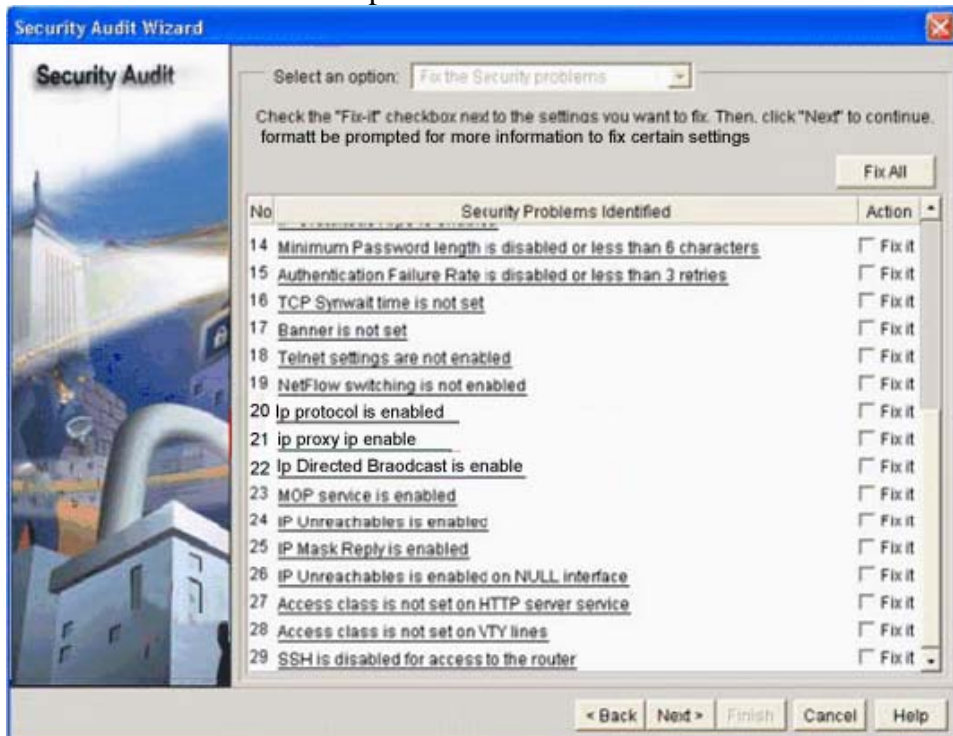 Security Audit Wizard
Security Audit
Select an option: Fix the Security problems
Check the "Fix-it" checkbox next to the settings you want to fix. Then, click "Next" to continue.
formatt be prompted for more information to fix certain settings
Fix All
No Security Problems Identified Action
14 Minimum Password length is disabled or less than 6 characters Fix it
15 Authentication Failure Rate is disabled or less than 3 retries Fix it
16 TCP Synwait time is not set Fix it
17 Banner is not set Fix it
18 Telnet settings are not enabled Fix it
19 NetFlow switching is not enabled Fix it
20 Ip protocol is enabled Fix it
21 ip proxy ip enable Fix it
22 Ip Directed Braodcast is enable Fix it
23 MOP service is enabled Fix it
24 IP Unreachables is enabled Fix it
25 IP Mask Reply is enabled Fix it
26 IP Unreachables is enabled on NULL interface Fix it
27 Access class is not set on HTTP server service Fix it
28 Access class is not set on VTY lines Fix it
29 SSH is disabled for access to the router Fix it
< Back Next > Finish Cancel Help